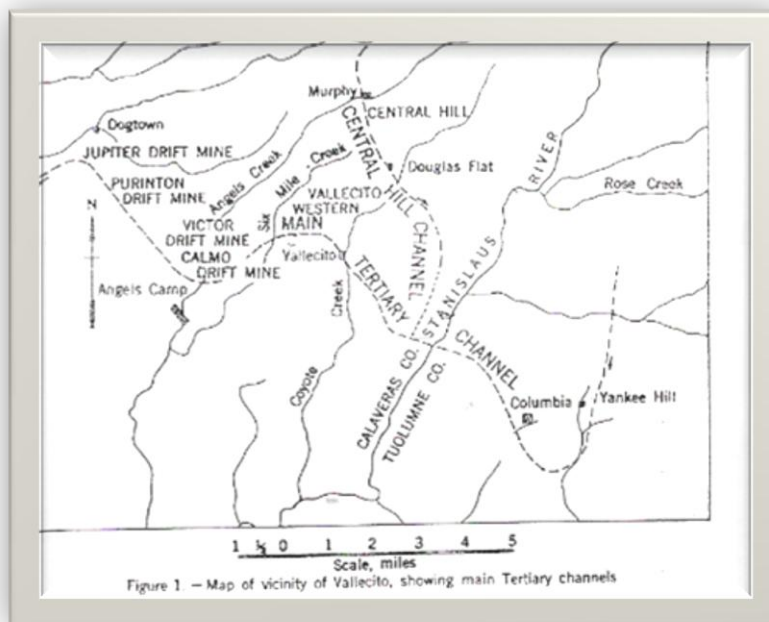 Murphy
CENTRAL HILL
Dogtown
JUPITER DRIFT MINE
Angels Creek
Six Mile Creek
CENTRAL HILL CHANNEL
Douglas Flat
RIVER
Rose Creek
PURINTON
DRIFT MINE
VALLECITO
WESTERN
N
VICTOR
DRIFT MINE
MAIN
CALMO
DRIFT MINE
Vallecito
TERTIARY
STANISLAUS
Angels Camp
Creek
CHANNEL
Coyote
CALAVERAS CO.
TUOLUMNE CO.
Columbia
Yankee Hill
1 ½ 0 1 2 3 4 5
Scale, miles
Figure 1. — Map of vicinity of Vallecito, showing main Tertiary channels